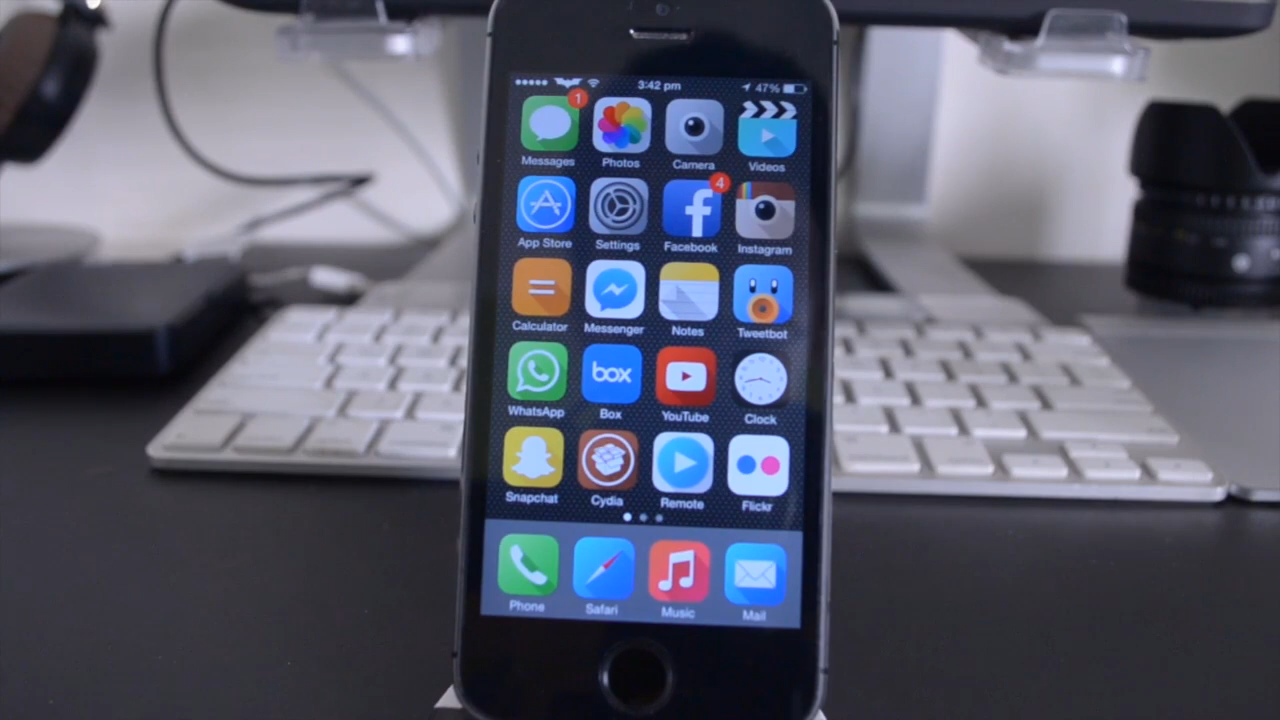 3:42 pm 47%
1
Messages Photos Camera Videos
4
App Store Settings Facebook Instagram
Calculator Messenger Notes Tweetbot
box
WhatsApp Box YouTube Clock
Snapchat Cydia Remote Flickr
Phone Safari Music Mail